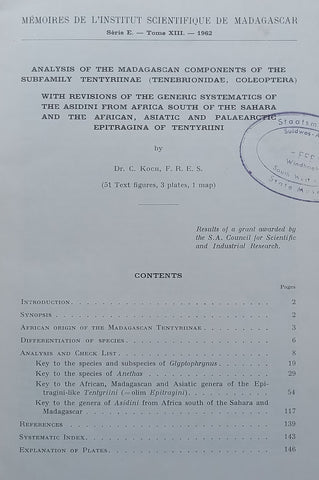 MÉMOIRES DE L'INSTITUT SCIENTIFIQUE DE MADAGASCAR
Série E. — Tome XIII. — 1962
ANALYSIS OF THE MADAGASCAN COMPONENTS OF THE
SUBFAMILY TENTYRIINAE (TENEBRIONIDAE, COLEOPTERA)
WITH REVISIONS OF THE GENERIC SYSTEMATICS OF
THE ASIDINI FROM AFRICA SOUTH OF THE SAHARA
AND THE AFRICAN, ASIATIC AND PALAEARCTIC
EPITRAGINA OF TENTYRIINI
by
Dr. C. Koch, F. R. E. S.
(51 Text figures, 3 plates, 1 map)
Staatsm
Suidwes-A
Windhoek
South West
State Museum
Results of a grant awarded by
the S.A. Council for Scientific
and Industrial Research.
CONTENTS
Pages
Introduction. . . . . . . . . . . . . . . . . . . . . 2
Synopsis . . . . . . . . . . . . . . . . . . . . . 2
African origin of the Madagascan Tentyriinae . . . . . . . . . . 3
Differentiation of species . . . . . . . . . . . . . . . . 6
Analysis and Check List . . . . . . . . . . . . . . . . 8
Key to the species and subspecies of Glyptophrynus . . . . . . . 19
Key to the species of Anethas . . . . . . . . . . . . . . 29
Key to the African, Madagascan and Asiatic genera of the Epi-
tragini-like Tentyriini (= olim Epitragini) . . . . . . . . . . 54
Key to the genera of Asidini from Africa south of the Sahara and
Madagascar . . . . . . . . . . . . . . . . . . . . 117
References . . . . . . . . . . . . . . . . . . . . . 139
Systematic Index. . . . . . . . . . . . . . . . . . . 143
Explanation of Plates. . . . . . . . . . . . . . . . . 146